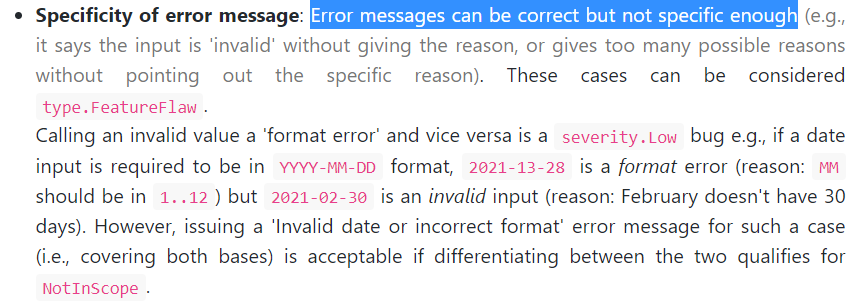 • Specificity of error message: Error messages can be correct but not specific enough (e.g.,
it says the input is 'invalid' without giving the reason, or gives too many possible reasons
without pointing out the specific reason). These cases can be considered
type.FeatureFlaw.
Calling an invalid value a 'format error' and vice versa is a severity.Low bug e.g., if a date
input is required to be in YYYY-MM-DD format, 2021-13-28 is a format error (reason: MM
should be in 1..12) but 2021-02-30 is an invalid input (reason: February doesn't have 30
days). However, issuing a 'Invalid date or incorrect format' error message for such a case
(i.e., covering both bases) is acceptable if differentiating between the two qualifies for
NotInScope.